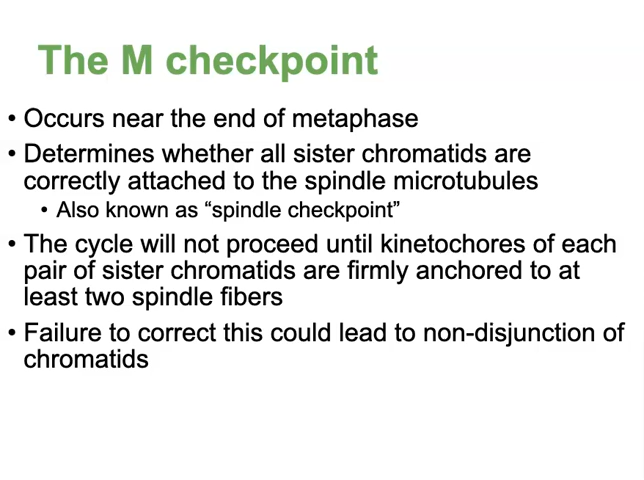 The M checkpoint
• Occurs near the end of metaphase
• Determines whether all sister chromatids are
correctly attached to the spindle microtubules
• Also known as “spindle checkpoint”
• The cycle will not proceed until kinetochores of each
pair of sister chromatids are firmly anchored to at
least two spindle fibers
• Failure to correct this could lead to non-disjunction of
chromatids